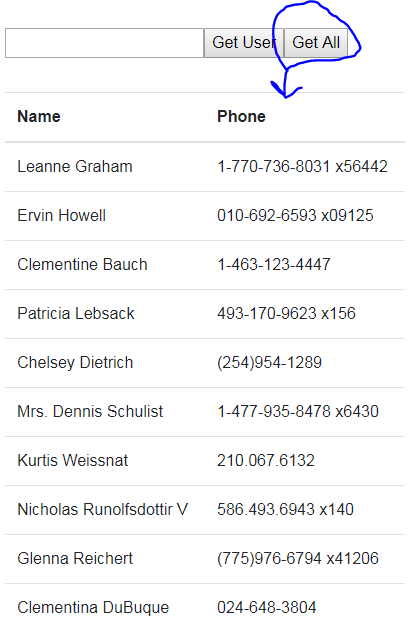 Get User Get All
Name Phone
Leanne Graham 1-770-736-8031 x56442
Ervin Howell 010-692-6593 x09125
Clementine Bauch 1-463-123-4447
Patricia Lebsack 493-170-9623 x156
Chelsey Dietrich (254)954-1289
Mrs. Dennis Schulist 1-477-935-8478 x6430
Kurtis Weissnat 210.067.6132
Nicholas Runolfsdottir V 586.493.6943 x140
Glenna Reichert (775)976-6794 x41206
Clementina DuBuque 024-648-3804